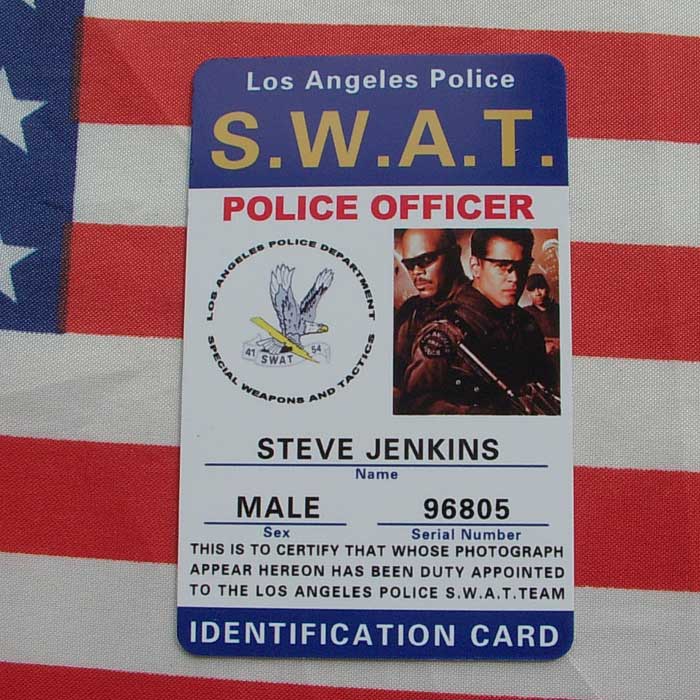 Los Angeles Police
S.W.A.T.
POLICE OFFICER
LOS ANGELES POLICE DEPARTMENT
41 SWAT 54
SPECIAL WEAPONS AND TACTICS
STEVE JENKINS
Name
MALE 96805
Sex Serial Number
THIS IS TO CERTIFY THAT WHOSE PHOTOGRAPH
APPEAR HEREON HAS BEEN DUTY APPOINTED
TO THE LOS ANGELES POLICE S.W.A.T.TEAM
IDENTIFICATION CARD